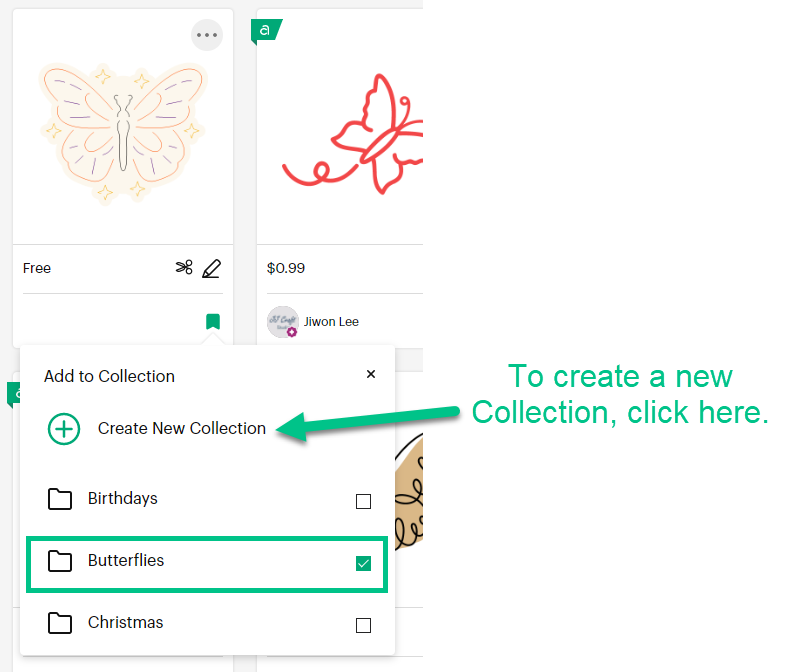 a
Free
$0.99
Jiwon Lee
Add to Collection
Create New Collection
To create a new
Collection, click here.
Birthdays
Butterflies
Christmas